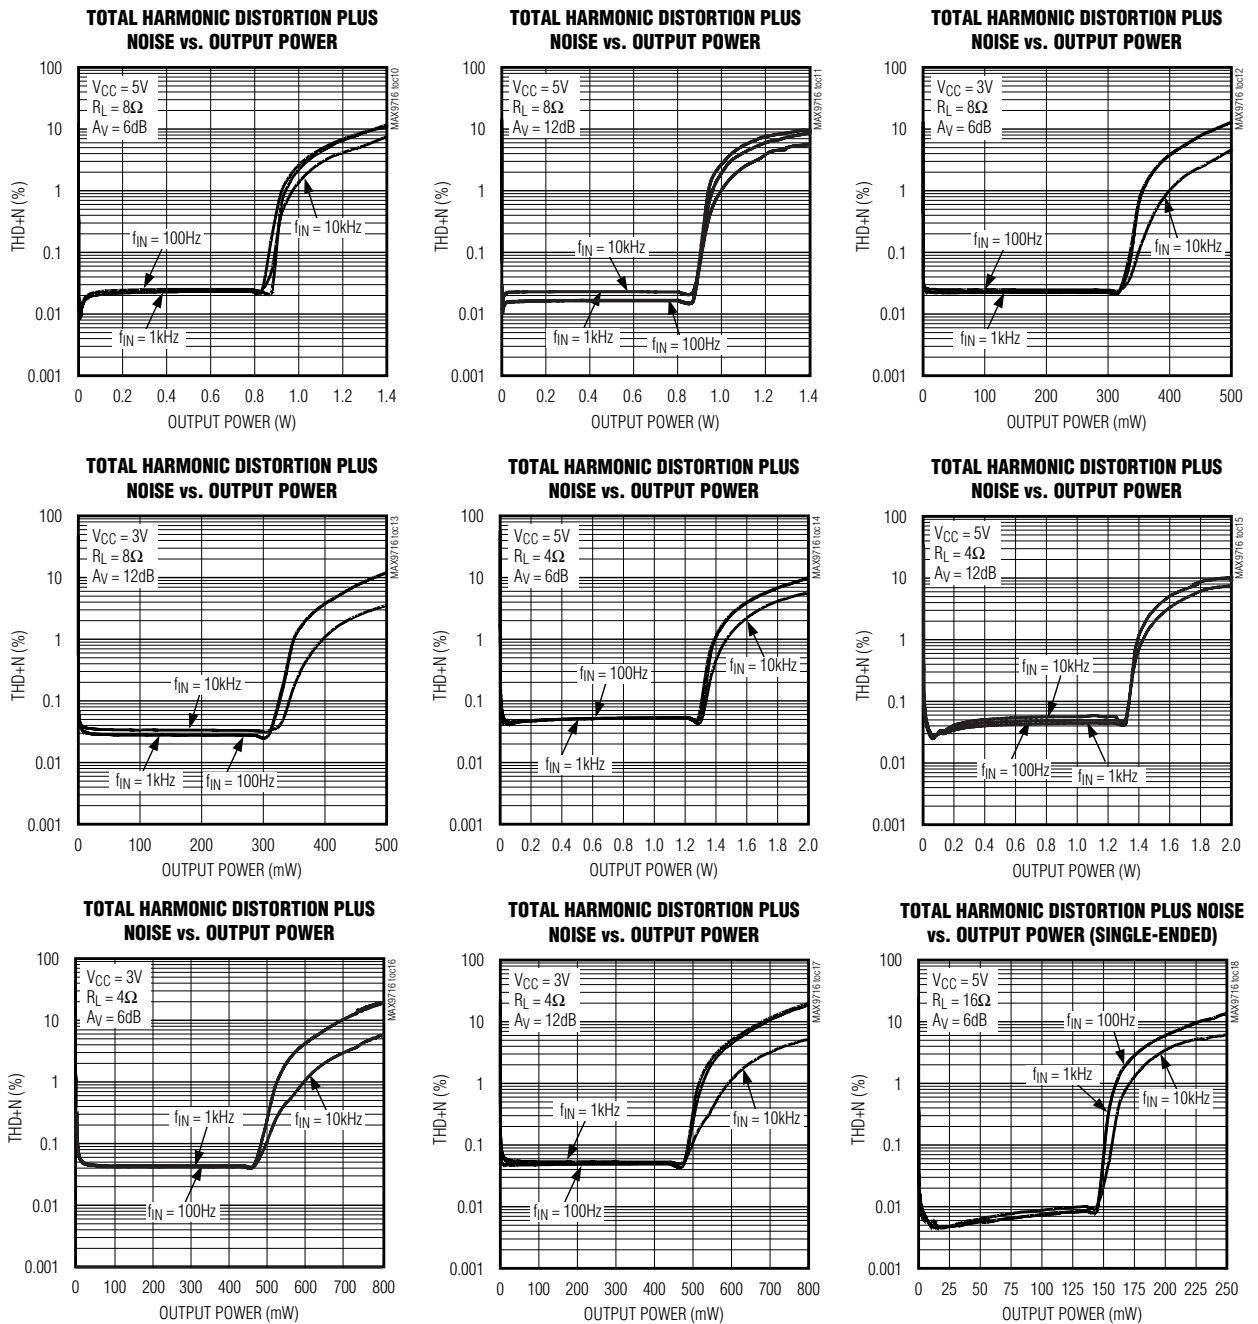 TOTAL HARMONIC DISTORTION PLUS
NOISE vs. OUTPUT POWER
100
10
1
0.1
0.01
0.001
THD+N (%)
VCC = 5V
RL = 8Ω
AV = 6dB
fIN = 100Hz
fIN = 10kHz
fIN = 1kHz
MAX9716 toc10
0 0.2 0.4 0.6 0.8 1.0 1.2 1.4
OUTPUT POWER (W)
TOTAL HARMONIC DISTORTION PLUS
NOISE vs. OUTPUT POWER
100
10
1
0.1
0.01
0.001
THD+N (%)
VCC = 5V
RL = 8Ω
AV = 12dB
fIN = 10kHz
fIN = 1kHz
fIN = 100Hz
MAX9716 toc11
0 0.2 0.4 0.6 0.8 1.0 1.2 1.4
OUTPUT POWER (W)
TOTAL HARMONIC DISTORTION PLUS
NOISE vs. OUTPUT POWER
100
10
1
0.1
0.01
0.001
THD+N (%)
VCC = 3V
RL = 8Ω
AV = 6dB
fIN = 100Hz
fIN = 10kHz
fIN = 1kHz
MAX9716 toc12
0 100 200 300 400 500
OUTPUT POWER (mW)
TOTAL HARMONIC DISTORTION PLUS
NOISE vs. OUTPUT POWER
100
10
1
0.1
0.01
0.001
THD+N (%)
VCC = 3V
RL = 8Ω
AV = 12dB
fIN = 10kHz
fIN = 1kHz
fIN = 100Hz
MAX9716 toc13
0 100 200 300 400 500
OUTPUT POWER (mW)
TOTAL HARMONIC DISTORTION PLUS
NOISE vs. OUTPUT POWER
100
10
1
0.1
0.01
0.001
THD+N (%)
VCC = 5V
RL = 4Ω
AV = 6dB
fIN = 100Hz
fIN = 10kHz
fIN = 1kHz
MAX9716 toc14
0 0.2 0.4 0.6 0.8 1.0 1.2 1.4 1.6 1.8 2.0
OUTPUT POWER (W)
TOTAL HARMONIC DISTORTION PLUS
NOISE vs. OUTPUT POWER
100
10
1
0.1
0.01
0.001
THD+N (%)
VCC = 5V
RL = 4Ω
AV = 12dB
fIN = 10kHz
fIN = 100Hz
fIN = 1kHz
MAX9716 toc15
0 0.2 0.4 0.6 0.8 1.0 1.2 1.4 1.6 1.8 2.0
OUTPUT POWER (W)
TOTAL HARMONIC DISTORTION PLUS
NOISE vs. OUTPUT POWER
100
10
1
0.1
0.01
0.001
THD+N (%)
VCC = 3V
RL = 4Ω
AV = 6dB
fIN = 1kHz
fIN = 10kHz
fIN = 100Hz
MAX9716 toc16
0 100 200 300 400 500 600 700 800
OUTPUT POWER (mW)
TOTAL HARMONIC DISTORTION PLUS
NOISE vs. OUTPUT POWER
100
10
1
0.1
0.01
0.001
THD+N (%)
VCC = 3V
RL = 4Ω
AV = 12dB
fIN = 1kHz
fIN = 10kHz
fIN = 100Hz
MAX9716 toc17
0 100 200 300 400 500 600 700 800
OUTPUT POWER (mW)
TOTAL HARMONIC DISTORTION PLUS NOISE
vs. OUTPUT POWER (SINGLE-ENDED)
100
10
1
0.1
0.01
0.001
THD+N (%)
VCC = 5V
RL = 16Ω
AV = 6dB
fIN = 100Hz
fIN = 1kHz
fIN = 10kHz
MAX9716 toc18
0 25 50 75 100 125 150 175 200 225 250
OUTPUT POWER (mW)